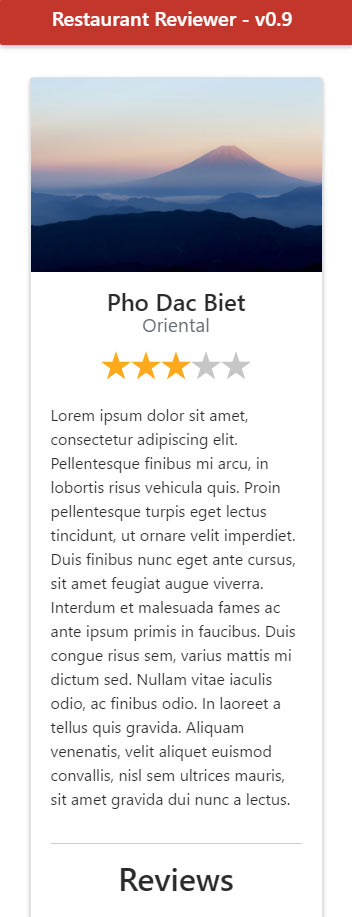 Restaurant Reviewer - v0.9
Pho Dac Biet
Oriental
Lorem ipsum dolor sit amet,
consectetur adipiscing elit.
Pellentesque finibus mi arcu, in
lobortis risus vehicula quis. Proin
pellentesque turpis eget lectus
tincidunt, ut ornare velit imperdiet.
Duis finibus nunc eget ante cursus,
sit amet feugiat augue viverra.
Interdum et malesuada fames ac
ante ipsum primis in faucibus. Duis
congue risus sem, varius mattis mi
dictum sed. Nullam vitae iaculis
odio, ac finibus odio. In laoreet a
tellus quis gravida. Aliquam
venenatis, velit aliquet euismod
convallis, nisl sem ultrices mauris,
sit amet gravida dui nunc a lectus.
Reviews